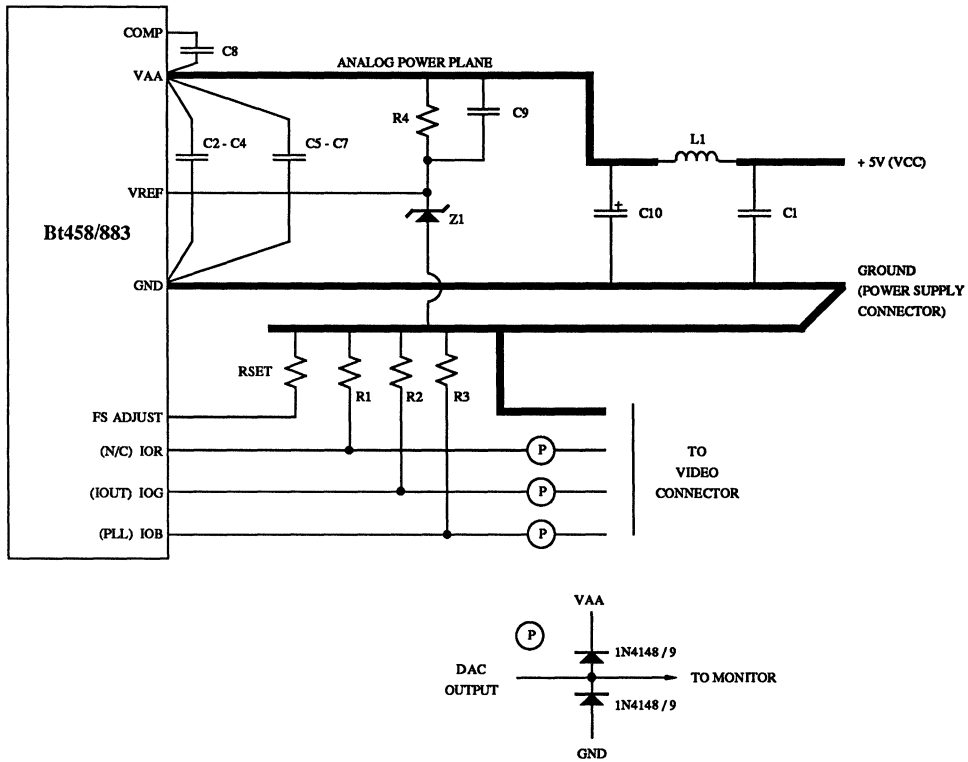 COMP
C8
VAA
ANALOG POWER PLANE
R4
C9
C2 - C4
C5 - C7
L1
+ 5V (VCC)
VREF
Z1
+
C10
C1
Bt458/883
GND
GROUND
(POWER SUPPLY
CONNECTOR)
RSET
R1
R2
R3
FS ADJUST
(N/C) IOR
P
(IOUT) IOG
P
(PLL) IOB
P
TO
VIDEO
CONNECTOR
VAA
P
1N4148 / 9
DAC
OUTPUT
TO MONITOR
1N4148 / 9
GND